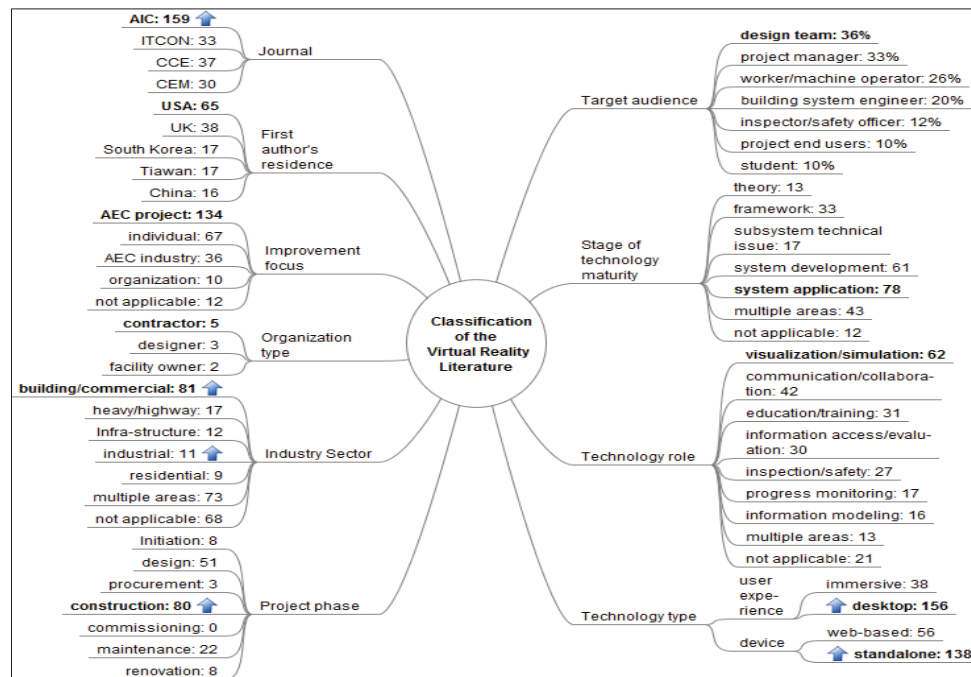 AIC: 159
ITCON: 33
CCE: 37
CEM: 30
Journal
USA: 65
UK: 38
South Korea: 17
Tiawan: 17
China: 16
First
author's
residence
AEC project: 134
individual: 67
AEC industry: 36
organization: 10
not applicable: 12
Improvement
focus
contractor: 5
designer: 3
facility owner: 2
Organization
type
building/commercial: 81
heavy/highway: 17
Infra-structure: 12
industrial: 11
residential: 9
multiple areas: 73
not applicable: 68
Industry Sector
Initiation: 8
design: 51
procurement: 3
construction: 80
commissioning: 0
maintenance: 22
renovation: 8
Project phase
Classification
of the
Virtual Reality
Literature
Target audience
design team: 36%
project manager: 33%
worker/machine operator: 26%
building system engineer: 20%
inspector/safety officer: 12%
project end users: 10%
student: 10%
Stage of
technology
maturity
theory: 13
framework: 33
subsystem technical
issue: 17
system development: 61
system application: 78
multiple areas: 43
not applicable: 12
Technology role
visualization/simulation: 62
communication/collabora-
tion: 42
education/training: 31
information access/evalu-
ation: 30
inspection/safety: 27
progress monitoring: 17
information modeling: 16
multiple areas: 13
not applicable: 21
Technology type
user
expe-
rience
immersive: 38
desktop: 156
device
web-based: 56
standalone: 138